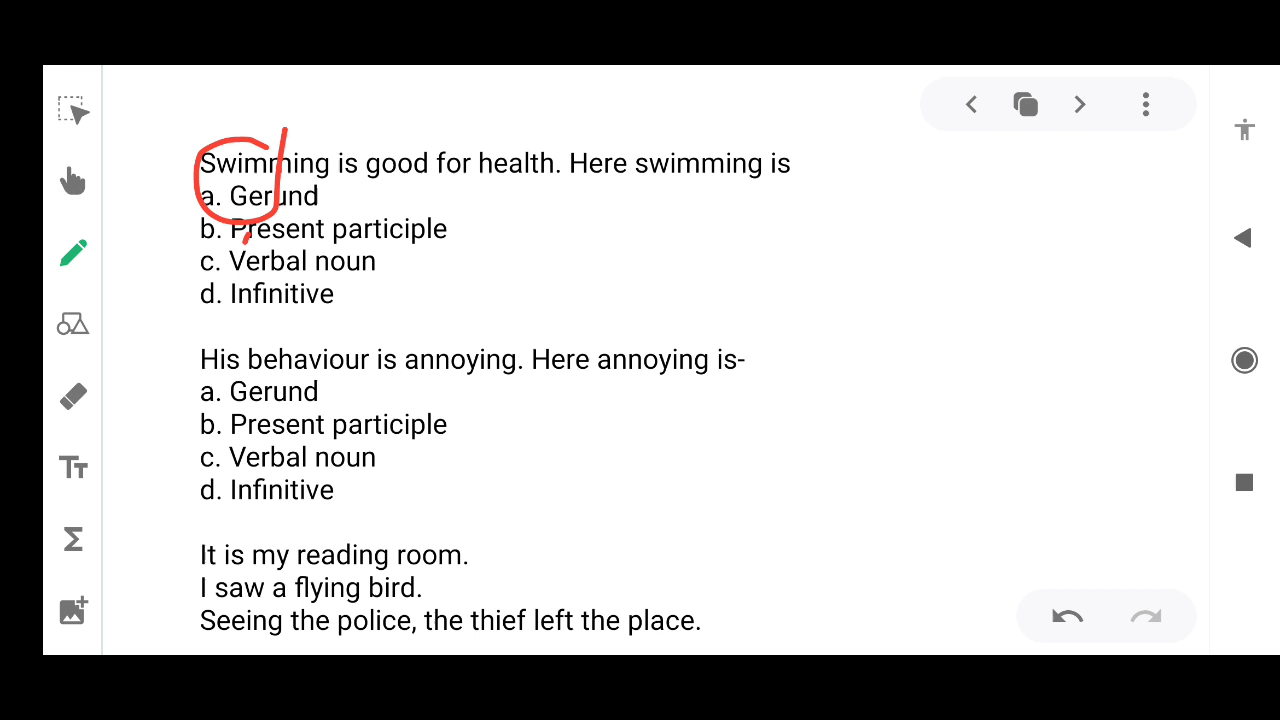 Swimming is good for health. Here swimming is
a. Gerund
b. Present participle
c. Verbal noun
d. Infinitive
His behaviour is annoying. Here annoying is-
a. Gerund
b. Present participle
c. Verbal noun
d. Infinitive
It is my reading room.
I saw a flying bird.
Seeing the police, the thief left the place.